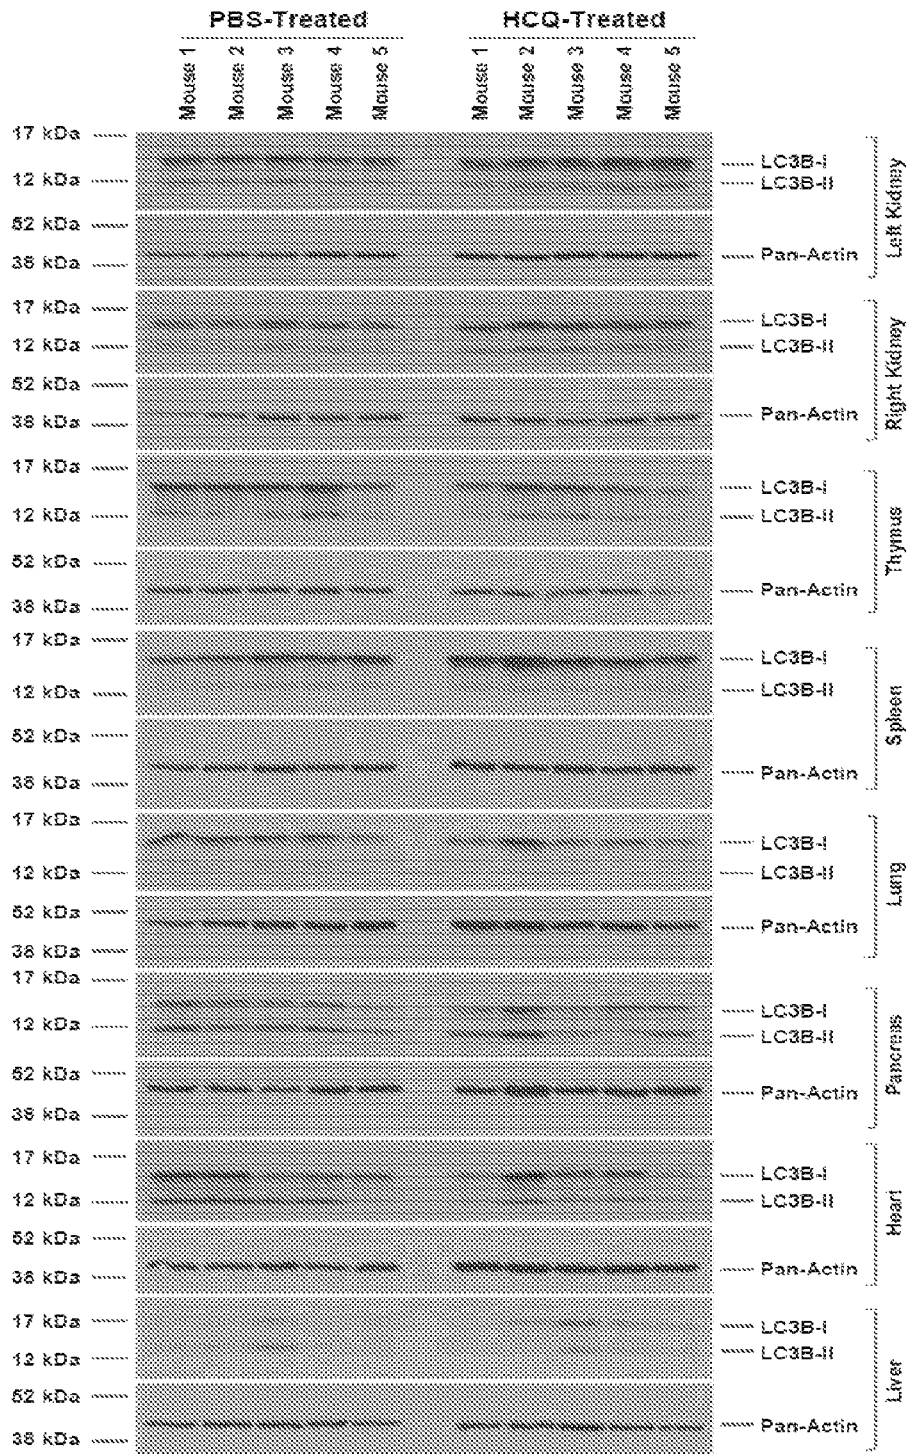 PBS-Treated HCQ-Treated
Mouse 1 Mouse 2 Mouse 3 Mouse 4 Mouse 5 Mouse 1 Mouse 2 Mouse 3 Mouse 4 Mouse 5
17 kDa LC3B-I
12 kDa LC3B-II
Left Kidney
52 kDa
38 kDa Pan-Actin
17 kDa LC3B-I
12 kDa LC3B-II
Right Kidney
52 kDa
38 kDa Pan-Actin
17 kDa LC3B-I
12 kDa LC3B-II
Thymus
52 kDa
38 kDa Pan-Actin
17 kDa LC3B-I
12 kDa LC3B-II
Spleen
52 kDa
38 kDa Pan-Actin
17 kDa LC3B-I
12 kDa LC3B-II
Lung
52 kDa Pan-Actin
38 kDa
17 kDa LC3B-I
12 kDa LC3B-II
Pancreas
52 kDa Pan-Actin
38 kDa
17 kDa LC3B-I
12 kDa LC3B-II
Heart
52 kDa
38 kDa Pan-Actin
17 kDa LC3B-I
12 kDa LC3B-II
Liver
52 kDa
38 kDa Pan-Actin